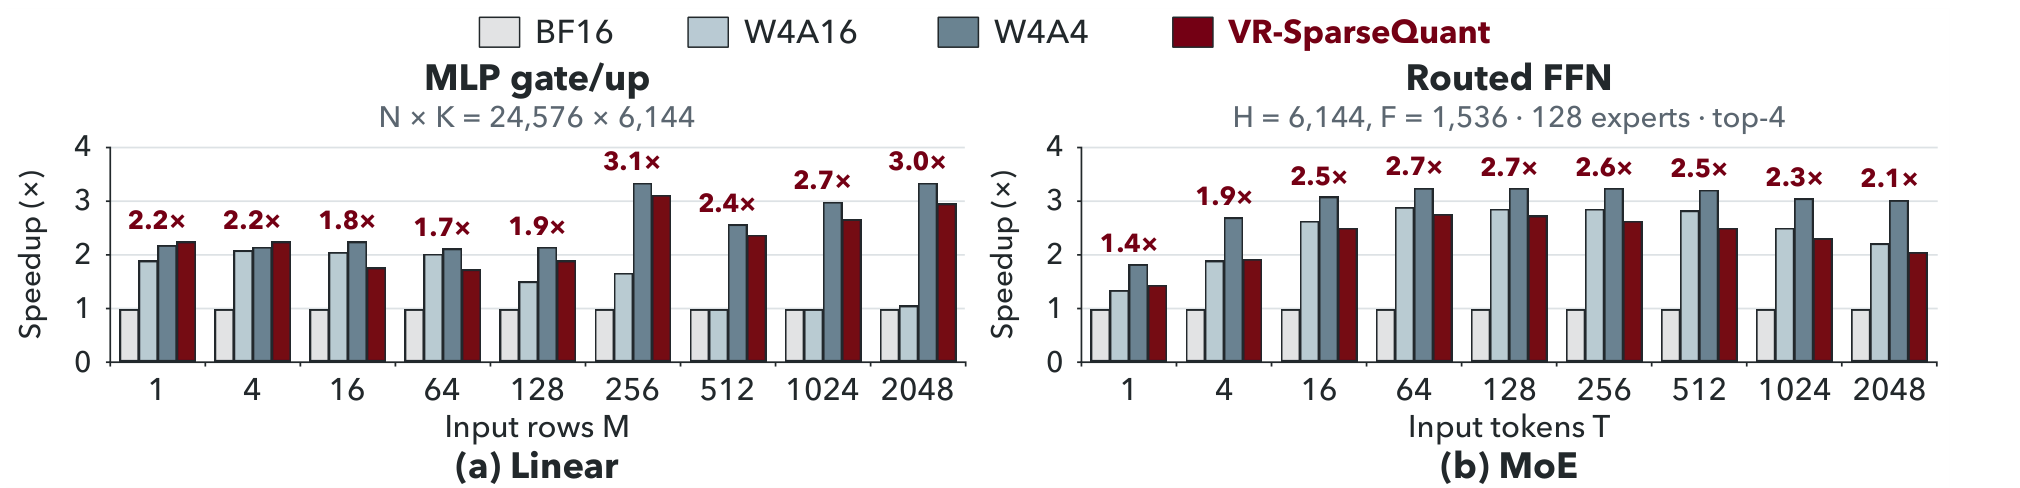 BF16 W4A16 W4A4 VR-SparseQuant
MLP gate/up
N × K = 24,576 × 6,144
Speedup (×)
4
3
2
1
0
2.2× 2.2× 1.8× 1.7× 1.9× 3.1× 2.4× 2.7× 3.0×
1 4 16 64 128 256 512 1024 2048
Input rows M
(a) Linear
Routed FFN
H = 6,144, F = 1,536 · 128 experts · top-4
Speedup (×)
4
3
2
1
0
1.4× 1.9× 2.5× 2.7× 2.7× 2.6× 2.5× 2.3× 2.1×
1 4 16 64 128 256 512 1024 2048
Input tokens T
(b) MoE